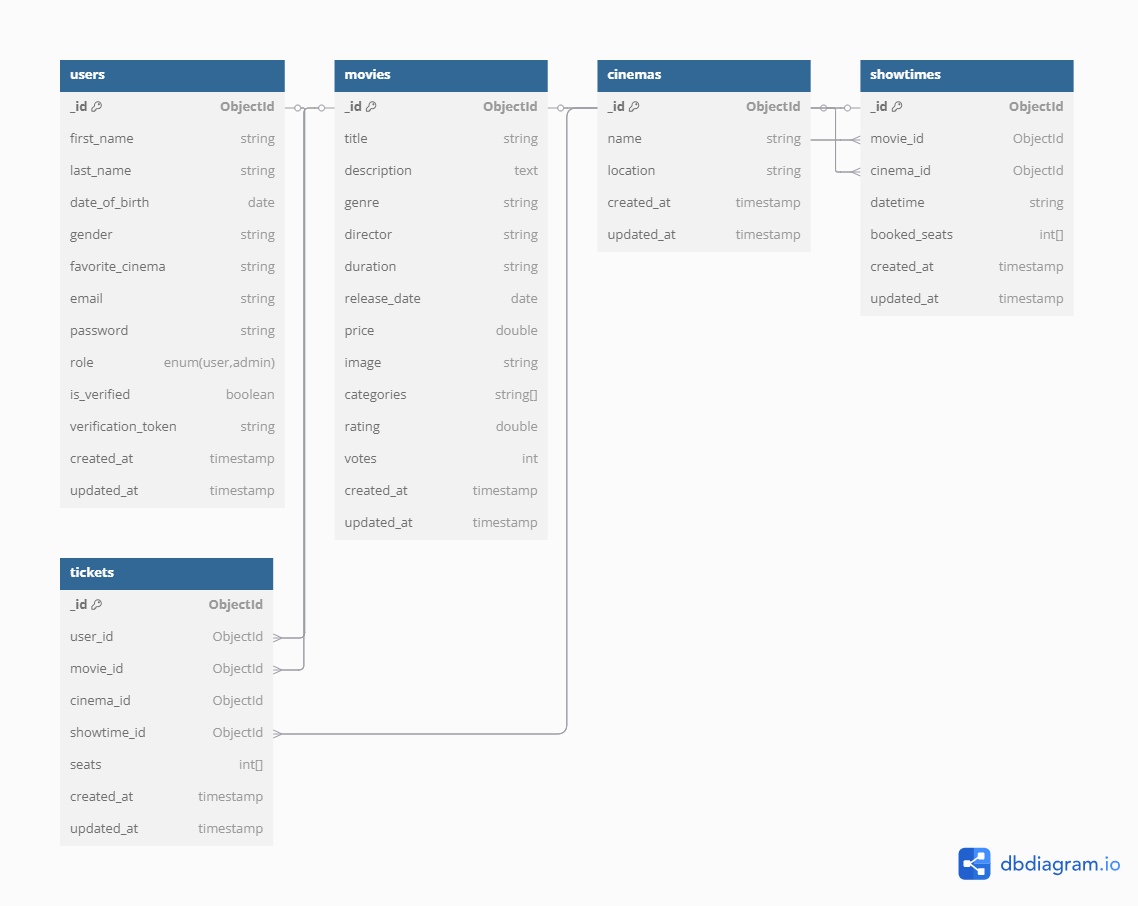 users
_id ObjectId
first_name string
last_name string
date_of_birth date
gender string
favorite_cinema string
email string
password string
role enum(user,admin)
is_verified boolean
verification_token string
created_at timestamp
updated_at timestamp
movies
_id ObjectId
title string
description text
genre string
director string
duration string
release_date date
price double
image string
categories string[]
rating double
votes int
created_at timestamp
updated_at timestamp
cinemas
_id ObjectId
name string
location string
created_at timestamp
updated_at timestamp
showtimes
_id ObjectId
movie_id ObjectId
cinema_id ObjectId
datetime string
booked_seats int[]
created_at timestamp
updated_at timestamp
tickets
_id ObjectId
user_id ObjectId
movie_id ObjectId
cinema_id ObjectId
showtime_id ObjectId
seats int[]
created_at timestamp
updated_at timestamp
dbdiagram.io